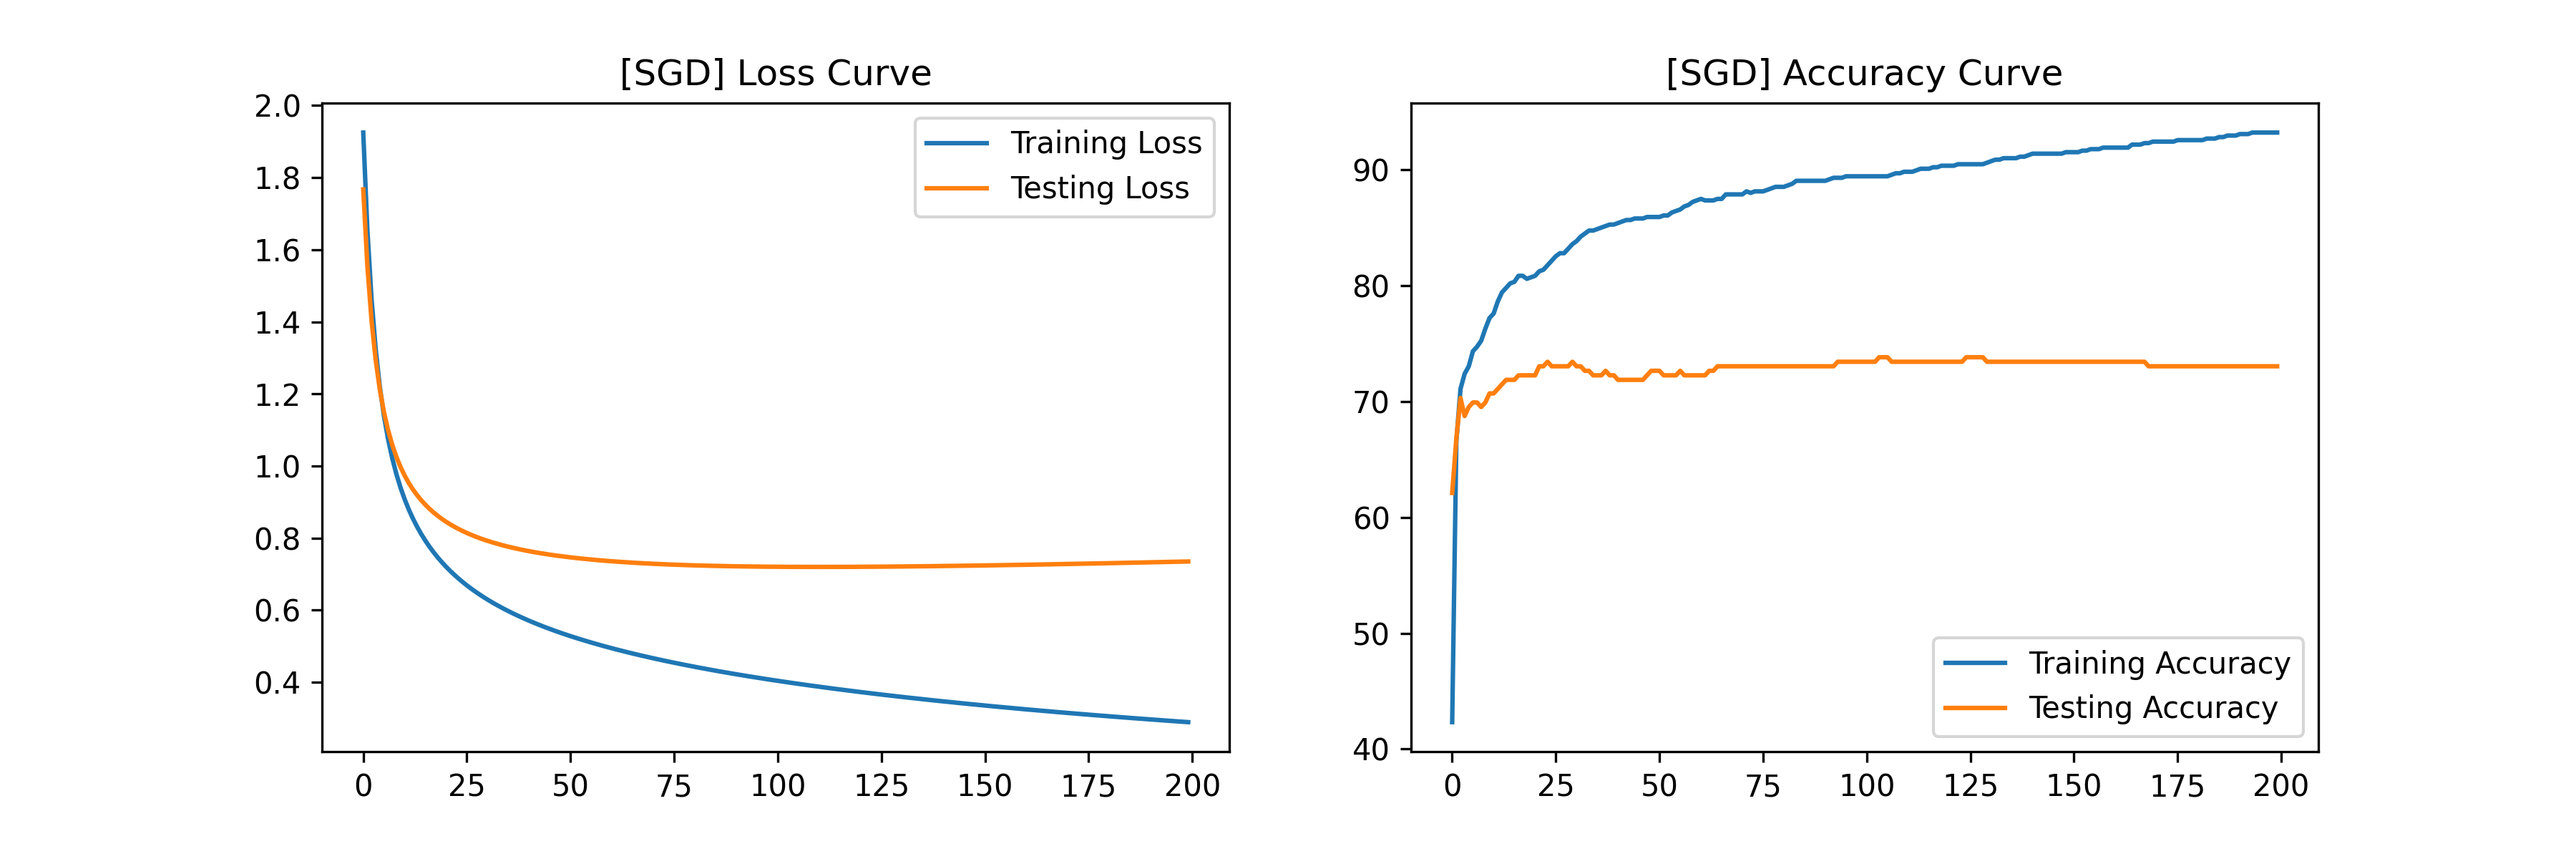 [SGD] Loss Curve
2.0
1.8
1.6
1.4
1.2
1.0
0.8
0.6
0.4
0 25 50 75 100 125 150 175 200
Training Loss
Testing Loss
[SGD] Accuracy Curve
90
80
70
60
50
40
0 25 50 75 100 125 150 175 200
Training Accuracy
Testing Accuracy